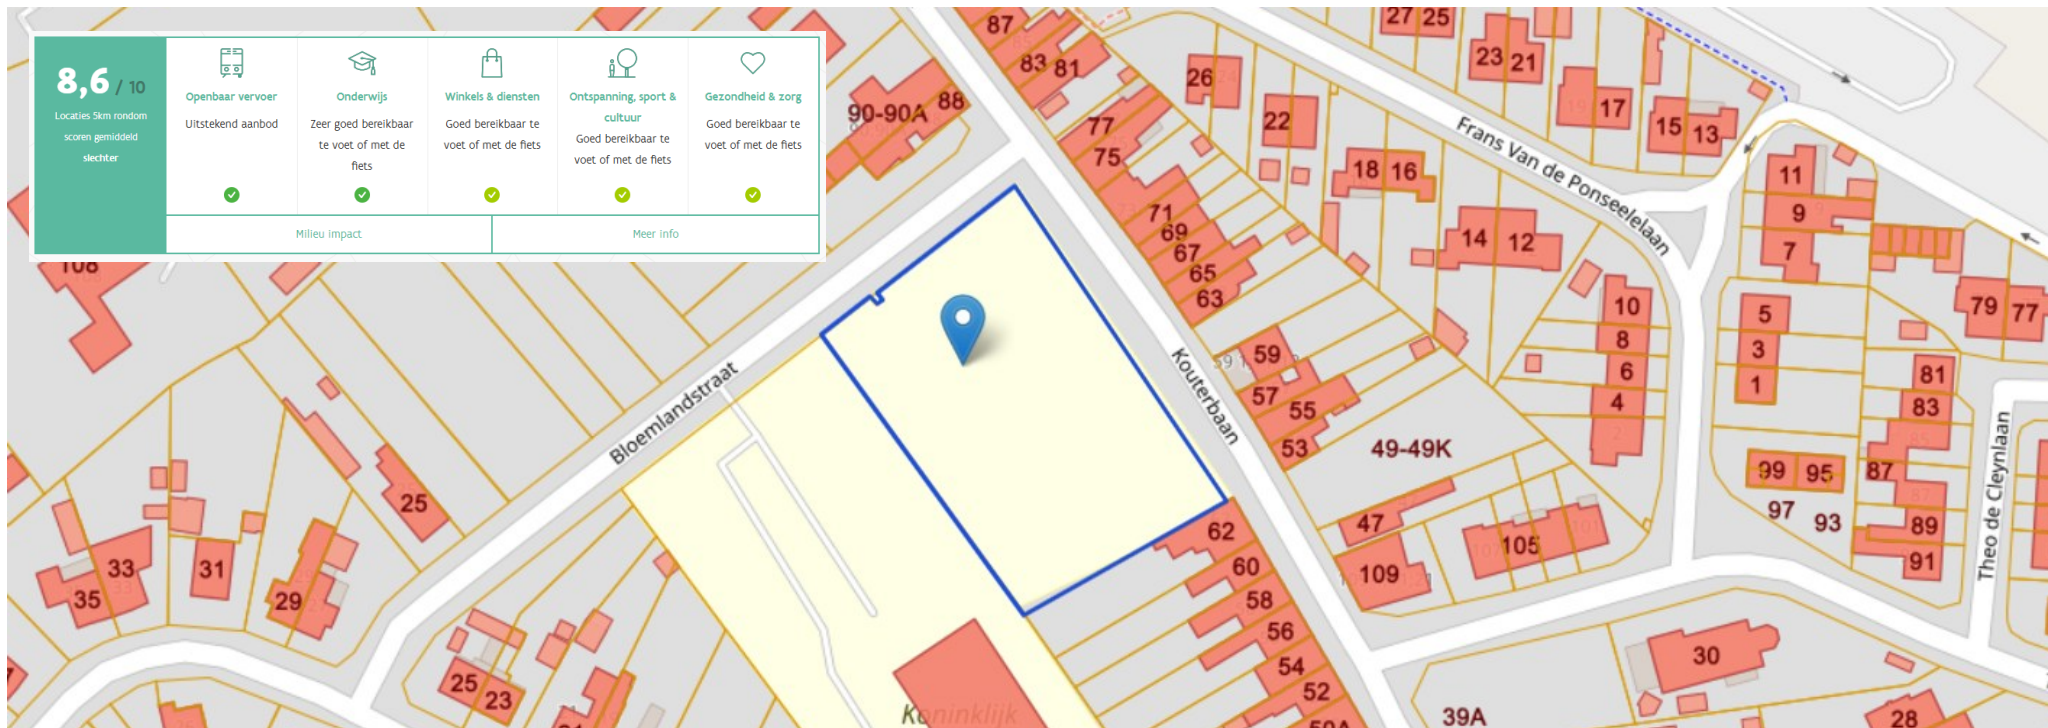 8,6 / 10
Locaties 5km rondom
scoren gemiddeld
slechter
Openbaar vervoer
Uitstekend aanbod
Onderwijs
Zeer goed bereikbaar
te voet of met de
fiets
Winkels & diensten
Goed bereikbaar te
voet of met de fiets
Ontspanning, sport &
cultuur
Goed bereikbaar te
voet of met de fiets
Gezondheid & zorg
Goed bereikbaar te
voet of met de fiets
Milieu impact
Meer info
87
83
81
90-90A
88
77
75
71
69
67
65
63
59
57
55
53
49-49K
47
109
105
62
60
58
56
54
52
50A
26
22
18
16
14
12
10
8
6
4
2
27
25
23
21
19
17
15
13
11
9
7
5
3
1
79
77
81
83
85
87
87
89
91
99
95
97
93
30
28
39A
108
25
33
35
31
29
25
23
Bloemlandstraat
Kouterbaan
Frans Van de Ponseelelaan
Theo de Cleynlaan
Koninklijk